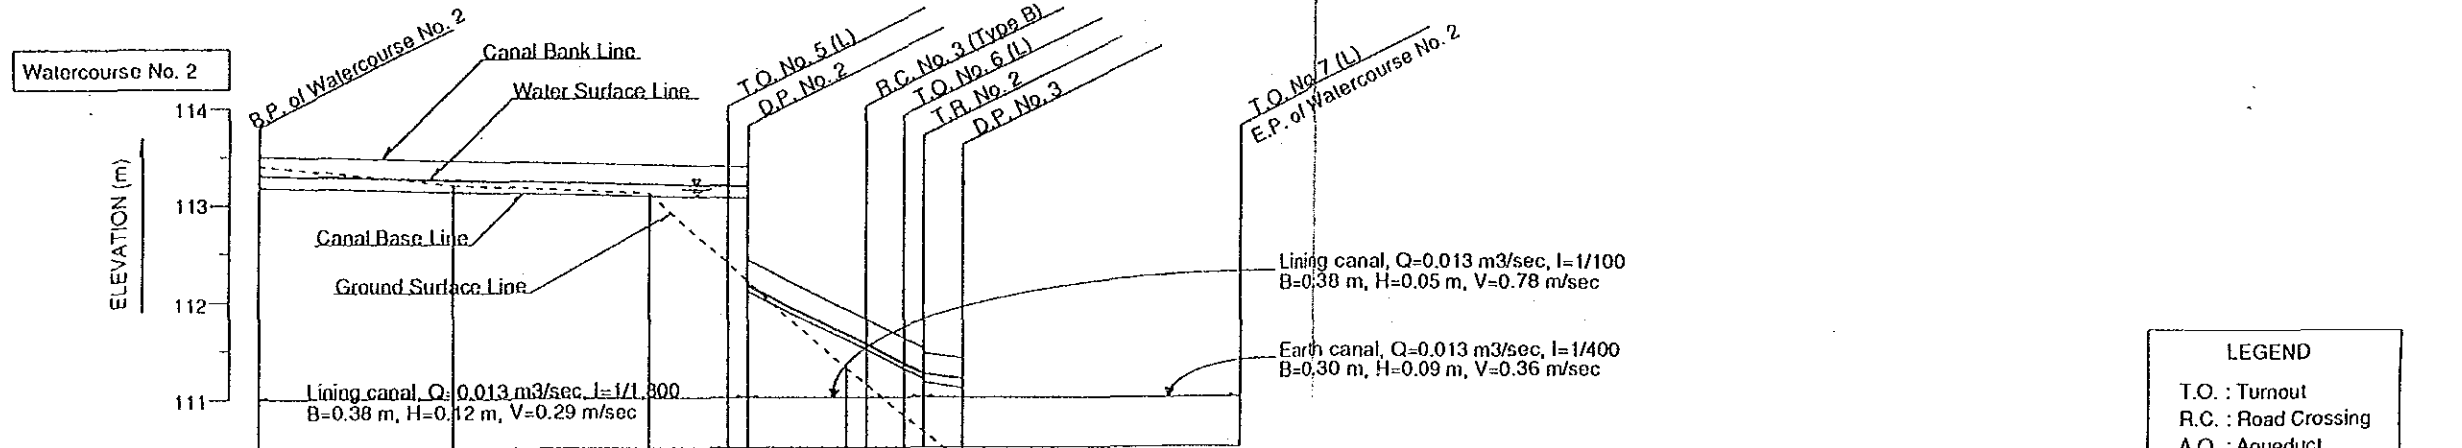 Watercourse No. 2
B.P. of Watercourse No. 2
Canal Bank Line
Water Surface Line
T.O. No. 5 (L)
D.P. No. 2
R.C. No. 3 (Type B)
T.O. No. 6 (L)
T.R. No. 2
D.P. No. 3
T.O. No. 7 (L)
E.P. of Watercourse No. 2
114
113
112
111
ELEVATION (m)
Canal Base Line
Ground Surface Line
Lining canal, Q=0.013 m3/sec, I=1/100
B=0.38 m, H=0.05 m, V=0.78 m/sec
Earth canal, Q=0.013 m3/sec, I=1/400
B=0.30 m, H=0.09 m, V=0.36 m/sec
Lining canal, Q=0.013 m3/sec, I=1/1,800
B=0.38 m, H=0.12 m, V=0.29 m/sec
LEGEND
T.O. : Turnout
R.C. : Road Crossing
A.Q. : Aqueduct